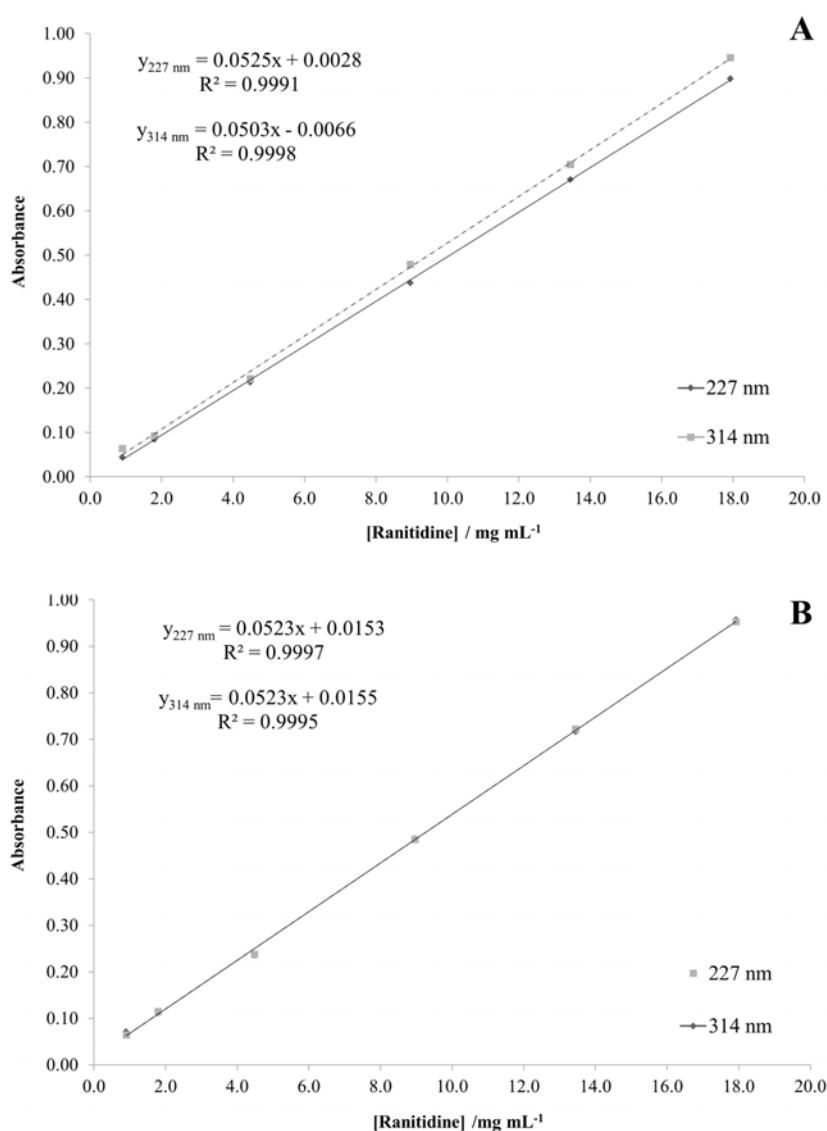 A
y227 nm = 0.0525x + 0.0028
R² = 0.9991
y314 nm = 0.0503x - 0.0066
R² = 0.9998
1.00
0.90
0.80
0.70
0.60
0.50
0.40
0.30
0.20
0.10
0.00
Absorbance
227 nm
314 nm
0.0 2.0 4.0 6.0 8.0 10.0 12.0 14.0 16.0 18.0 20.0
[Ranitidine] / mg mL-1
B
y227 nm = 0.0523x + 0.0153
R² = 0.9997
y314 nm= 0.0523x + 0.0155
R² = 0.9995
1.00
0.90
0.80
0.70
0.60
0.50
0.40
0.30
0.20
0.10
0.00
Absorbance
227 nm
314 nm
0.0 2.0 4.0 6.0 8.0 10.0 12.0 14.0 16.0 18.0 20.0
[Ranitidine] /mg mL-1